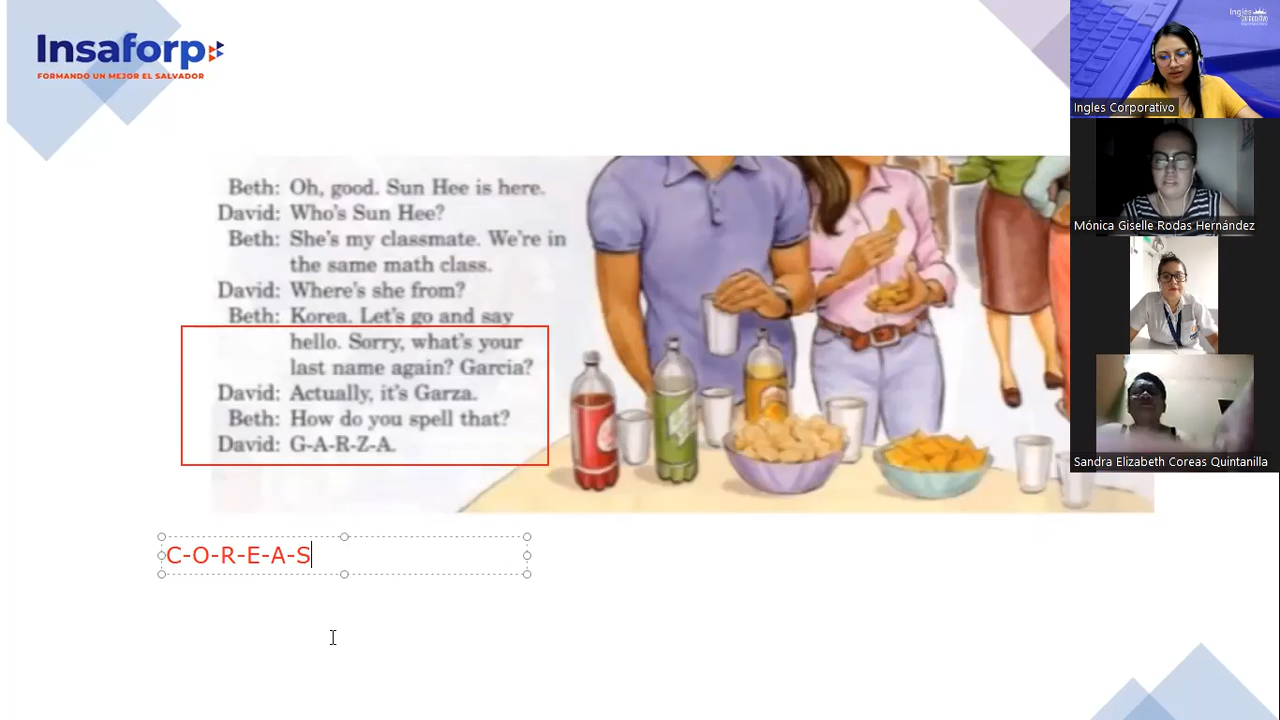 Insaforp
FORMANDO UN MEJOR EL SALVADOR
Beth: Oh, good. Sun Hee is here.
David: Who's Sun Hee?
Beth: She's my classmate. We're in
the same math class.
David: Where's she from?
Beth: Korea. Let's go and say
hello. Sorry, what's your
last name again? Garcia?
David: Actually, it's Garza.
Beth: How do you spell that?
David: G-A-R-Z-A.
C-O-R-E-A-S
Ingles Corporativo
Mónica Giselle Rodas Hernández
Sandra Elizabeth Coreas Quintanilla